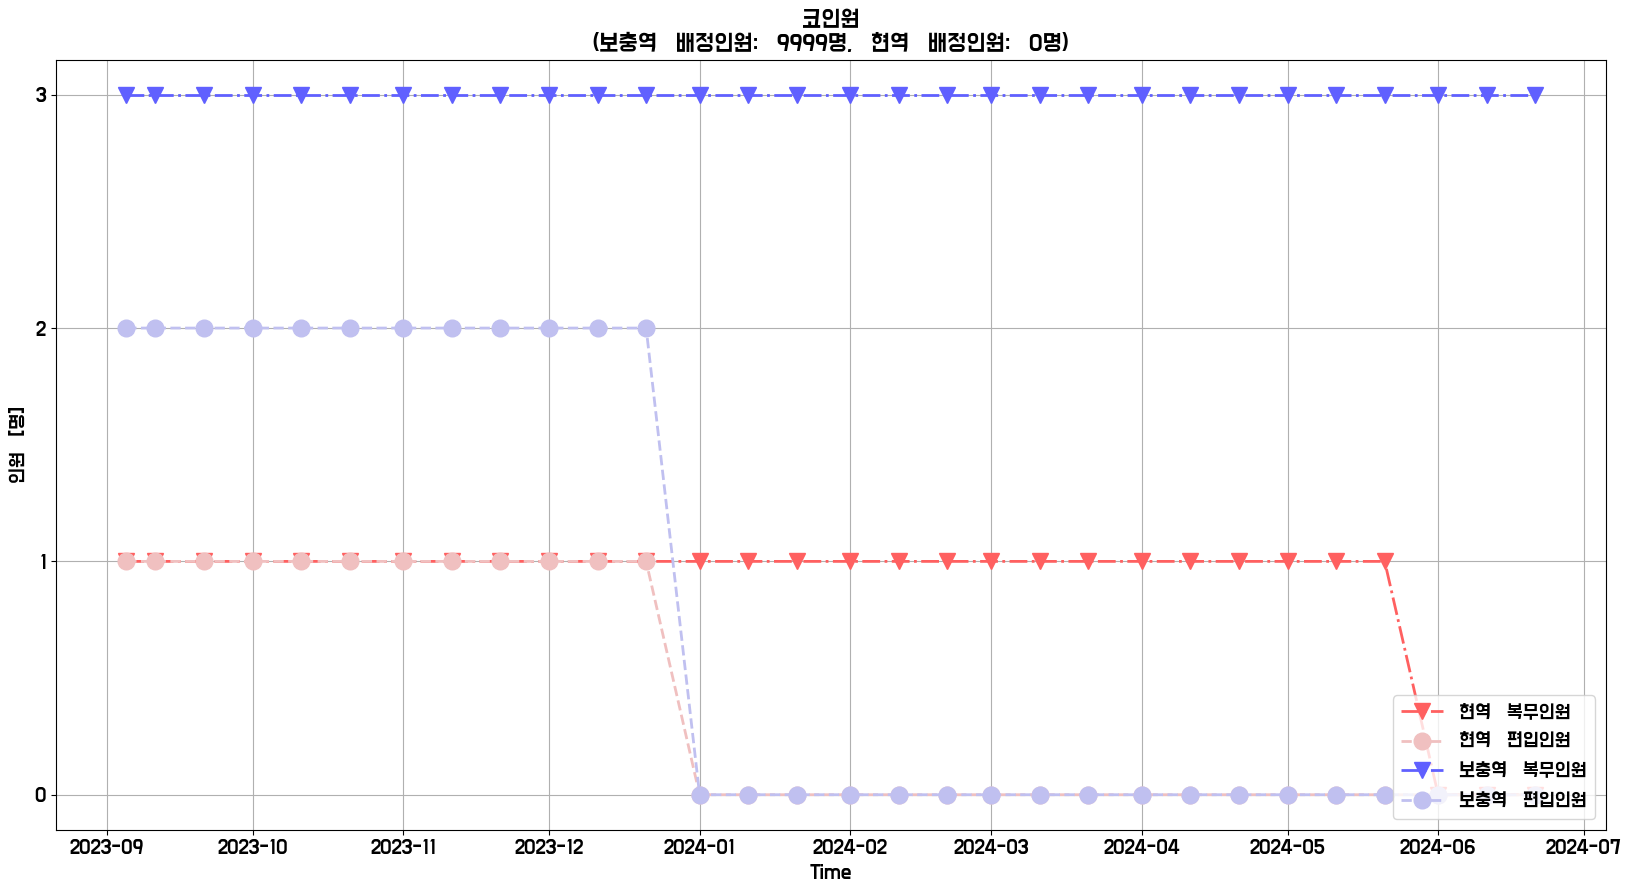 코인원
(보충역 배정인원: 9999명, 현역 배정인원: 0명)
인원 [명]
3
2
1
0
2023-09 2023-10 2023-11 2023-12 2024-01 2024-02 2024-03 2024-04 2024-05 2024-06 2024-07
Time
현역 복무인원
현역 편입인원
보충역 복무인원
보충역 편입인원